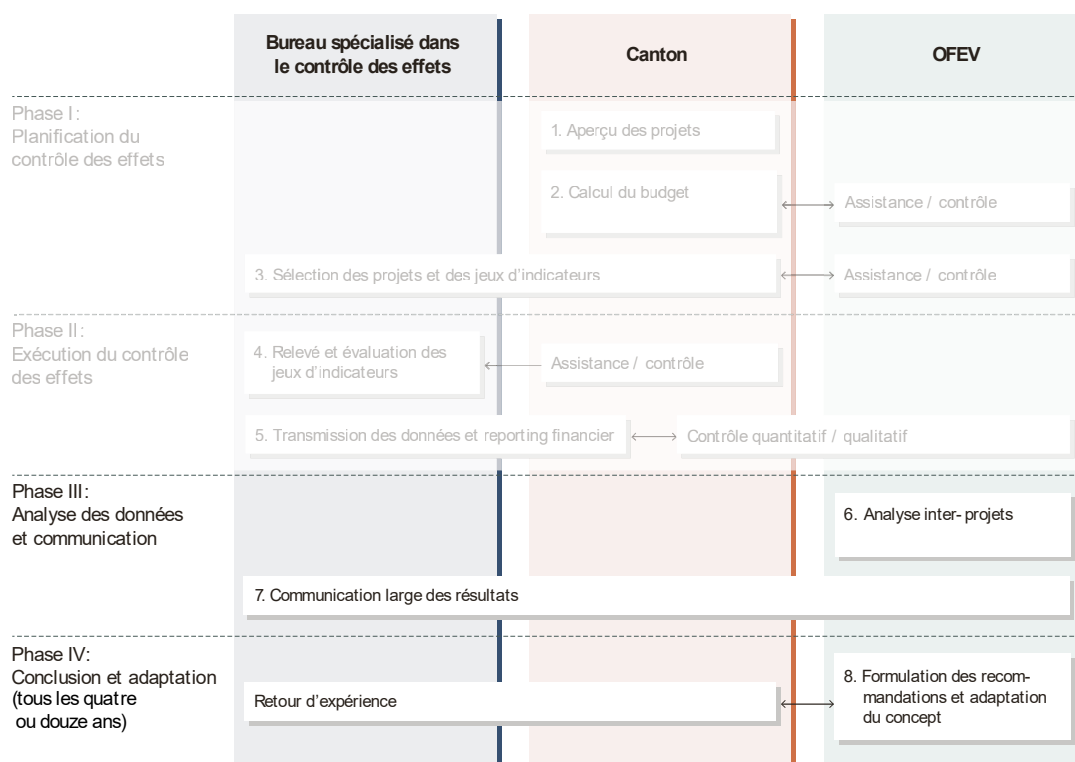 Bureau spécialisé dans
le contrôle des effets
Canton
OFEV
Phase I:
Planification du
contrôle des effets
1. Aperçu des projets
2. Calcul du budget
Assistance / contrôle
3. Sélection des projets et des jeux d'indicateurs
Assistance / contrôle
Phase II:
Exécution du contrôle
des effets
4. Relevé et évaluation des
jeux d'indicateurs
Assistance / contrôle
5. Transmission des données et reporting financier
Contrôle quantitatif / qualitatif
Phase III:
Analyse des données
et communication
6. Analyse inter-projets
7. Communication large des résultats
Phase IV:
Conclusion et adaptation
(tous les quatre
ou douze ans)
Retour d'expérience
8. Formulation des recom-
mandations et adaptation
du concept